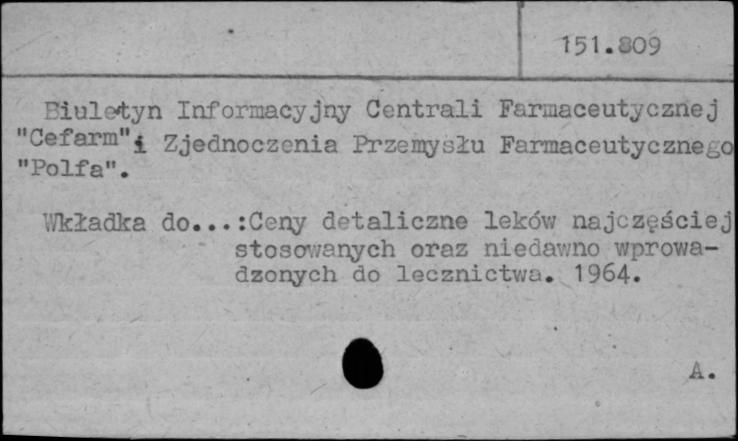 151.809
Biuletyn Informacyjny Centrali Farmaceutycznej
"Cefarm" i Zjednoczenia Przemysłu Farmaceutycznego
"Polfa".
Wkładka do...:Ceny detaliczne leków najczęściej
stosowanych oraz niedawno wprowa-
dzonych do lecznictwa. 1964.
A.